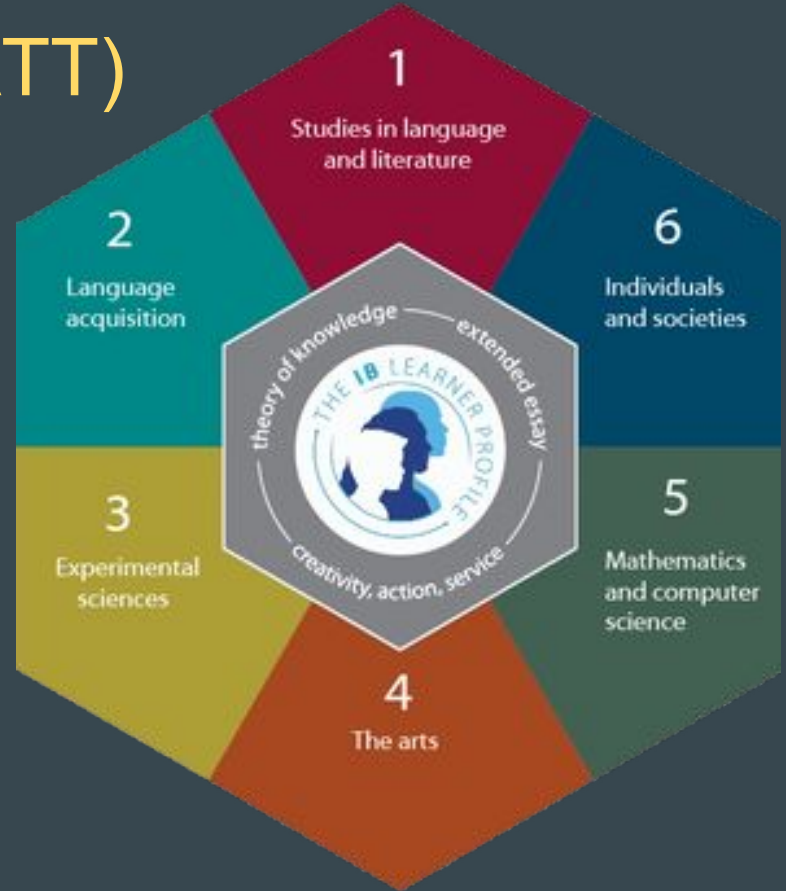 TT)
1
Studies in language
and literature
2
Language
acquisition
6
Individuals
and societies
theory of knowledge
extended essay
THE IB LEARNER PROFILE
creativity, action, service
3
Experimental
sciences
5
Mathematics
and computer
science
4
The arts